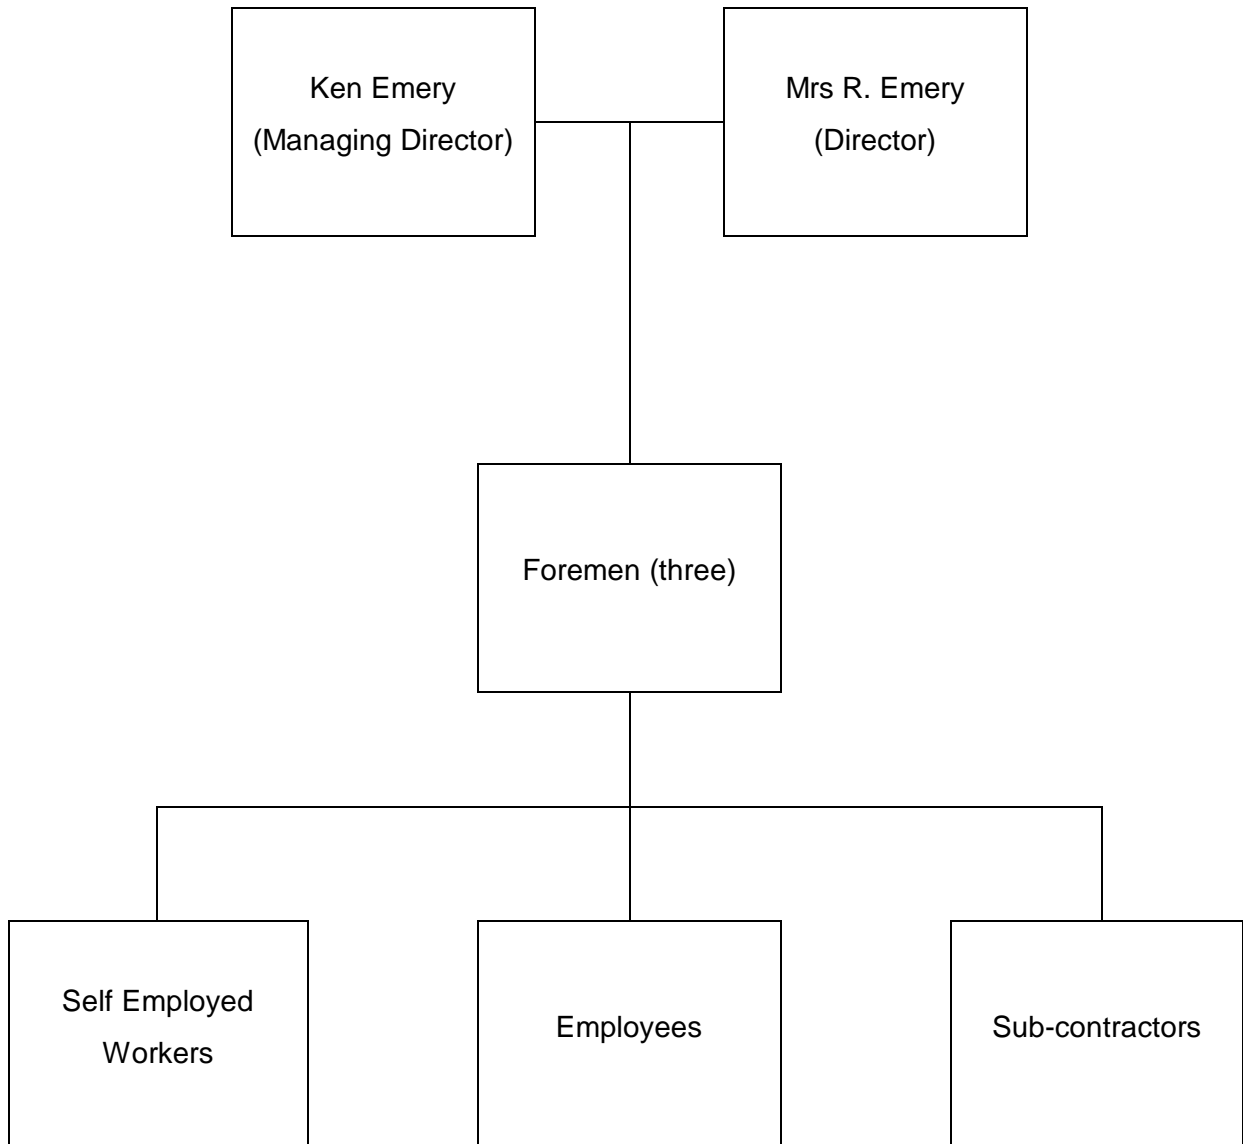 Ken Emery
(Managing Director)
Mrs R. Emery
(Director)
Foremen (three)
Self Employed
Workers
Employees
Sub-contractors